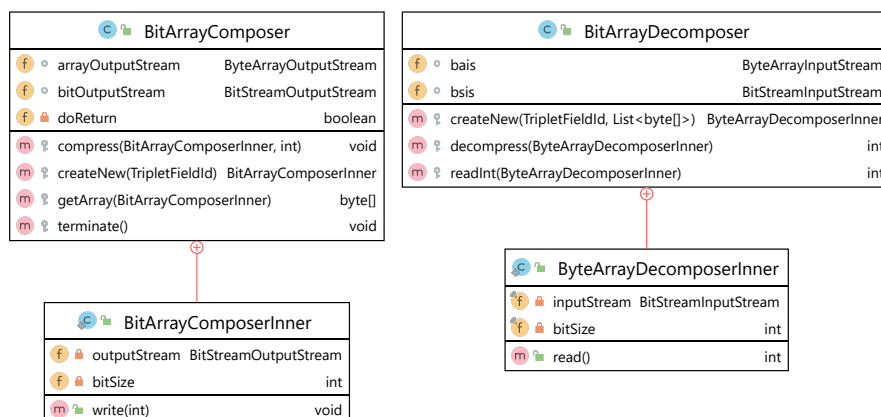 BitArrayComposer
arrayOutputStream ByteArrayOutputStream
bitOutputStream BitStreamOutputStream
doReturn boolean
compress(BitArrayComposerInner, int) void
createNew(TripletFieldId) BitArrayComposerInner
getArray(BitArrayComposerInner) byte[]
terminate() void
BitArrayComposerInner
outputStream BitStreamOutputStream
bitSize int
write(int) void
BitArrayDecomposer
bais ByteArrayInputStream
bsis BitStreamInputStream
createNew(TripletFieldId, List<byte[]>) ByteArrayDecomposerInner
decompress(ByteArrayDecomposerInner) int
readInt(ByteArrayDecomposerInner) int
ByteArrayDecomposerInner
inputStream BitStreamInputStream
bitSize int
read() int